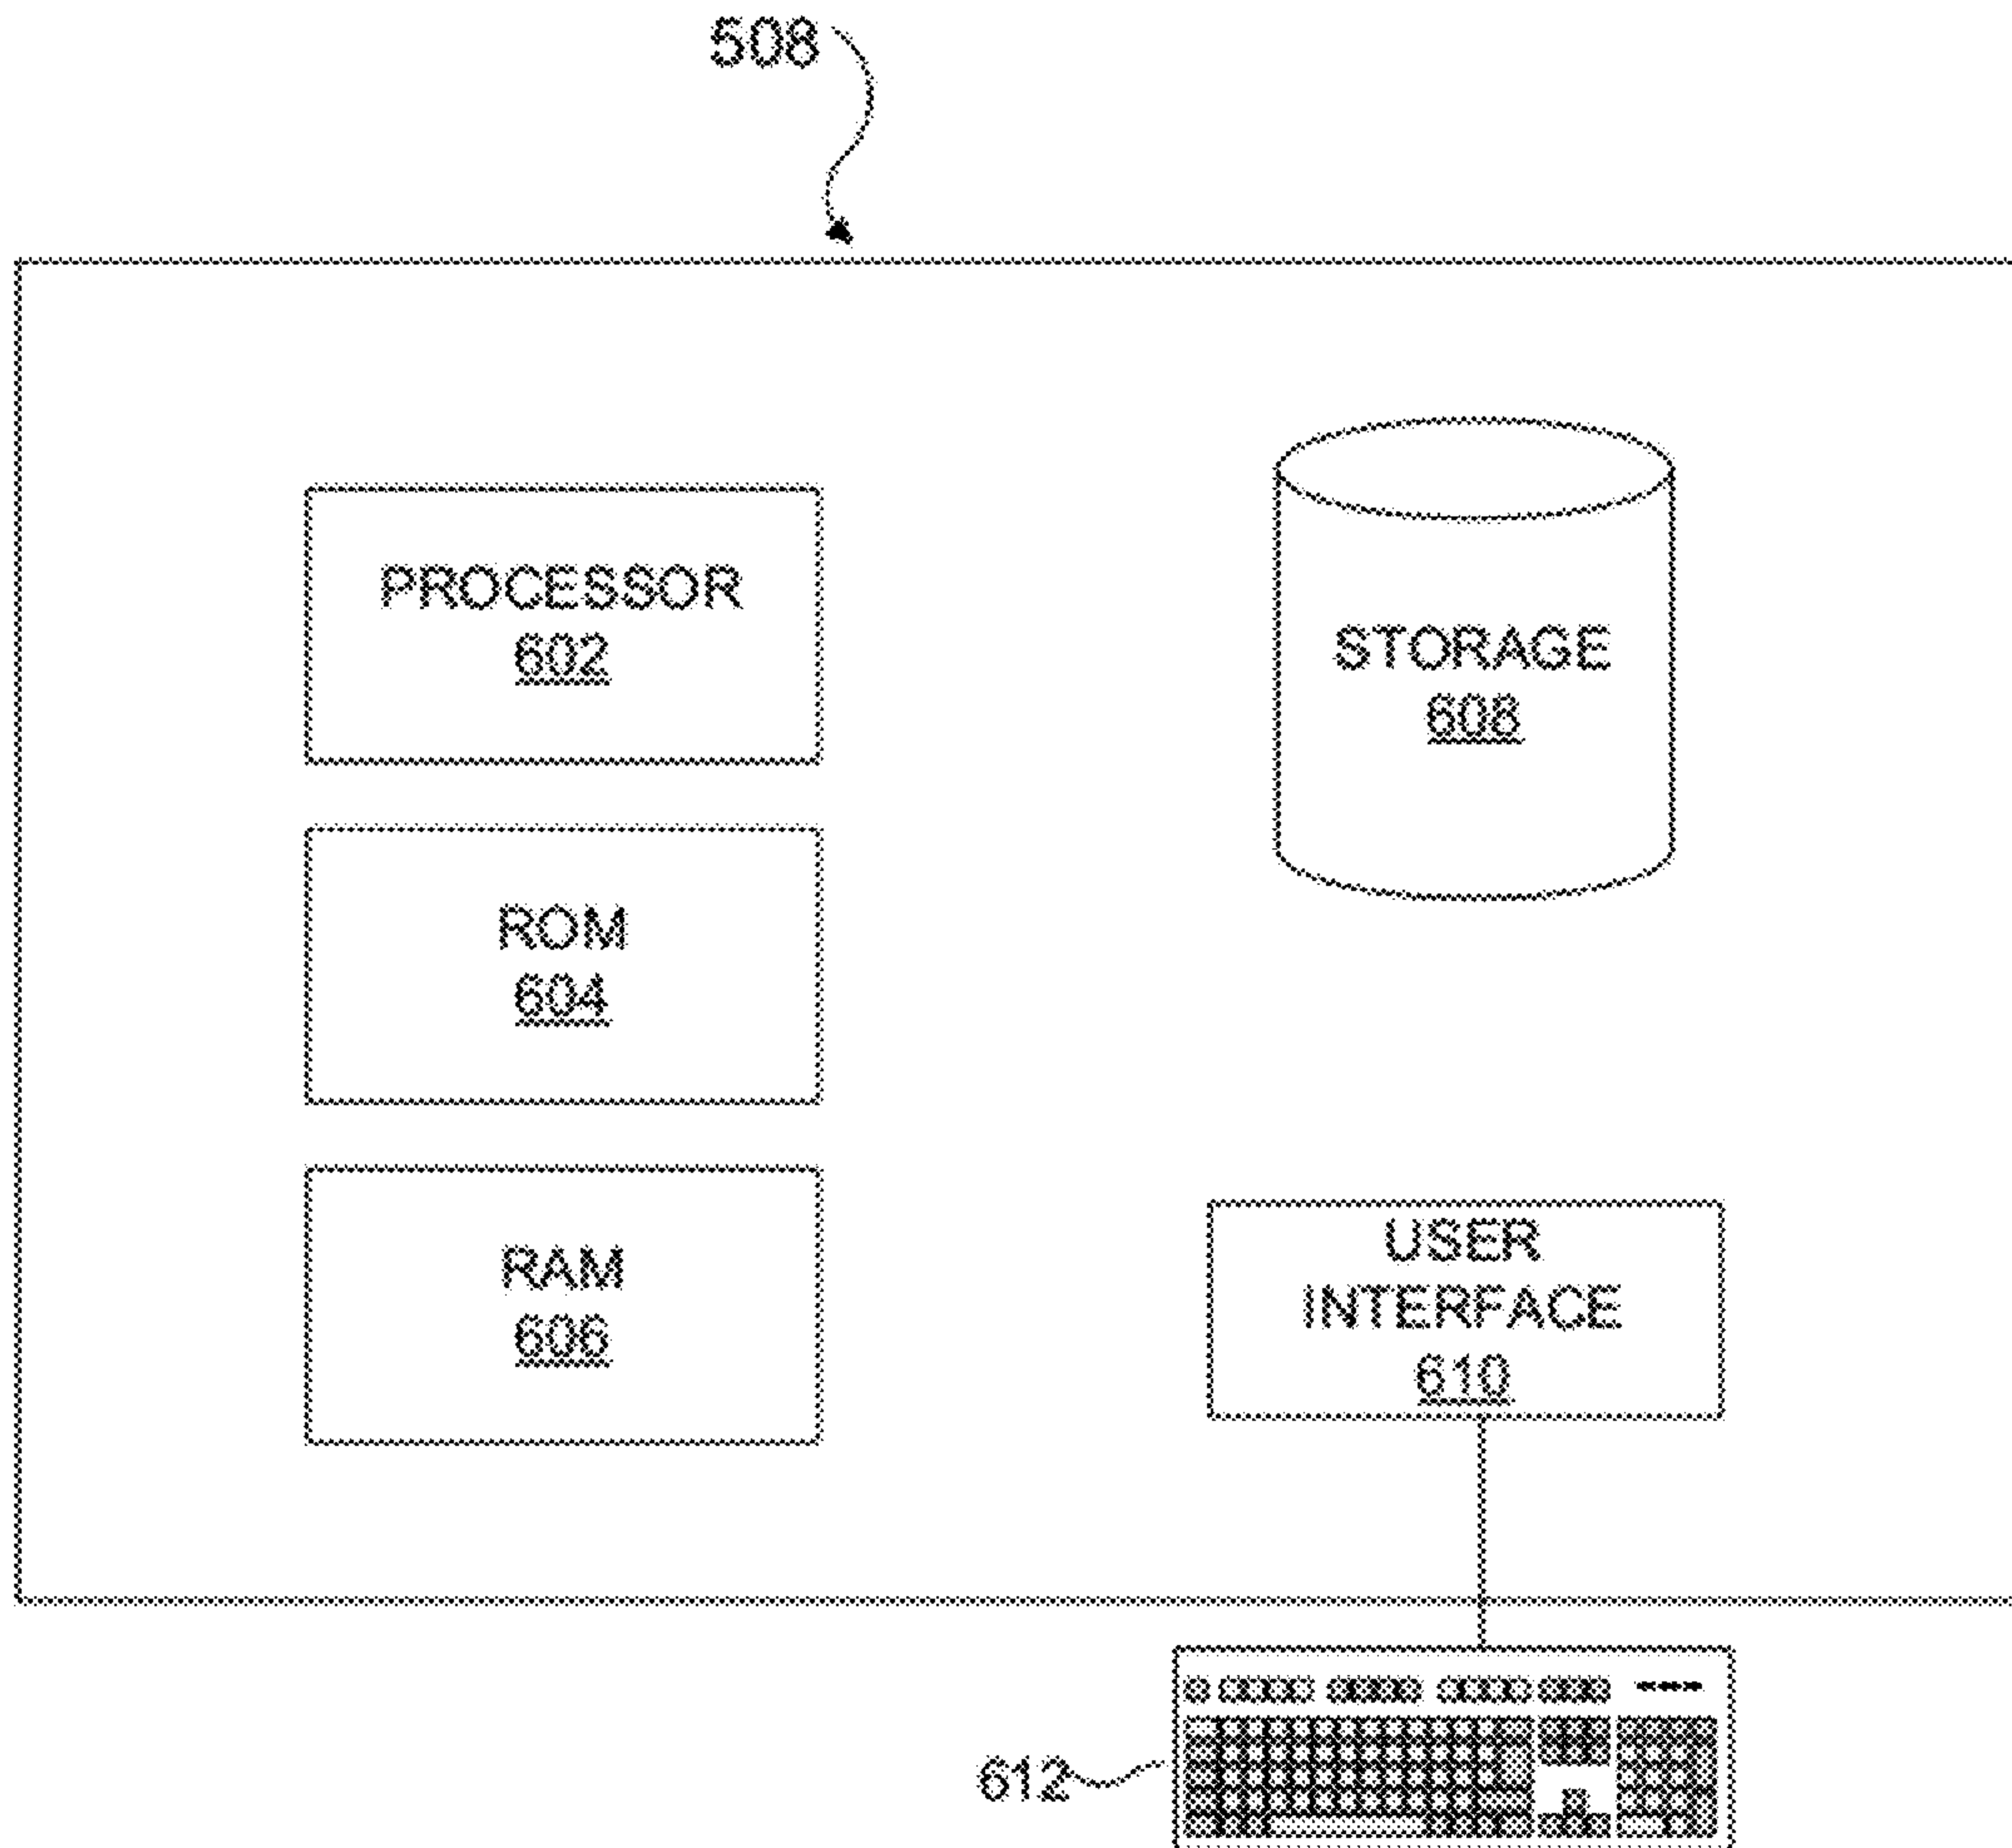 508
PROCESSOR
602
STORAGE
608
ROM
604
RAM
606
USER
INTERFACE
610
612